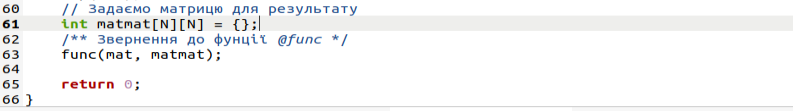 60 // Задаємо матрицю для результату
61 int matmat[N][N] = {};
62 /** Звернення до фунції @func */
63 func(mat, matmat);
64
65 return 0;
66 }